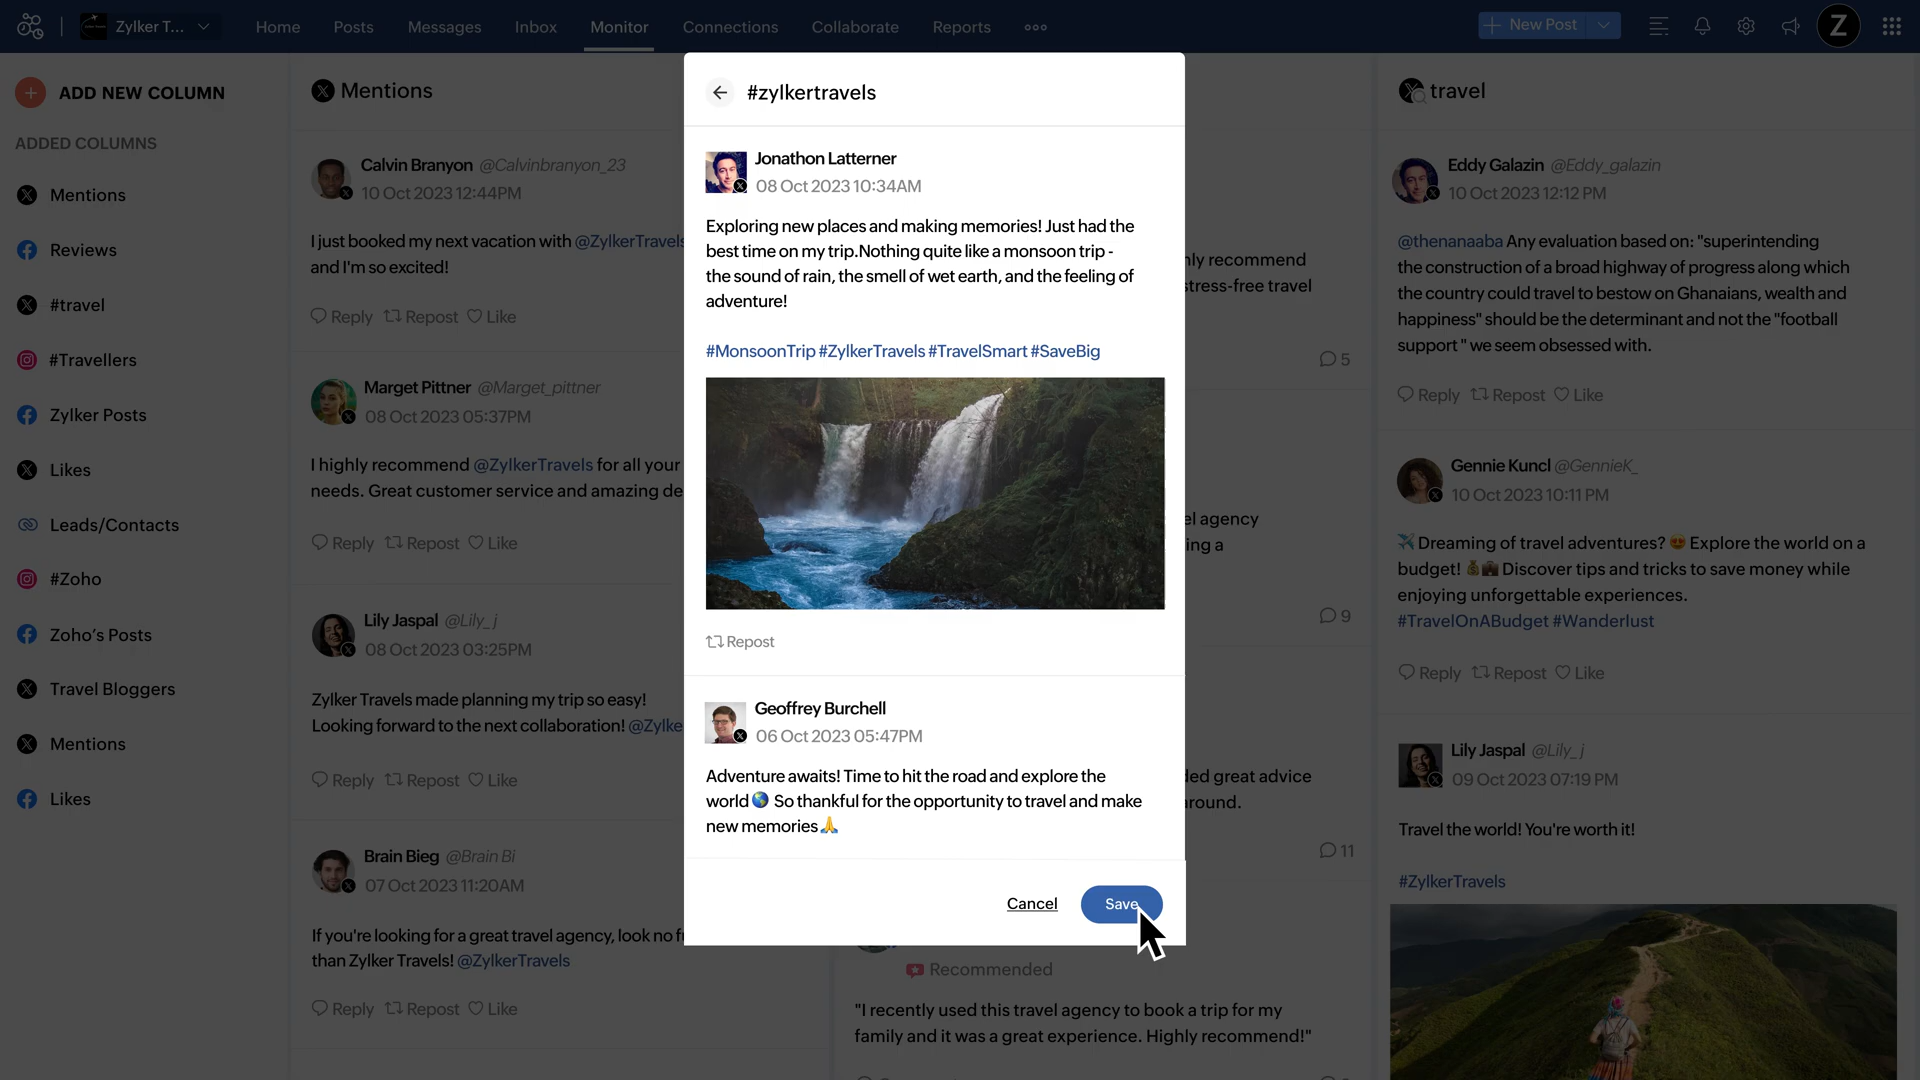 Zylker T...
Home
Posts
Messages
Inbox
Monitor
Connections
Collaborate
Reports
New Post
Z
ADD NEW COLUMN
ADDED COLUMNS
Mentions
Reviews
#travel
#Travellers
Zylker Posts
Likes
Leads/Contacts
#Zoho
Zoho's Posts
Travel Bloggers
Mentions
Likes
Mentions
Calvin Branyon @Calvinbranyon_23
10 Oct 2023 12:44PM
I just booked my next vacation with @ZylkerTravels
and I'm so excited!
Reply Repost Like
Marget Pittner @Marget_pittner
08 Oct 2023 05:37PM
I highly recommend @ZylkerTravels for all your
needs. Great customer service and amazing de
Reply Repost Like
Lily Jaspal @Lily_j
08 Oct 2023 03:25PM
Zylker Travels made planning my trip so easy!
Looking forward to the next collaboration! @Zylke
Reply Repost Like
Brain Bieg @Brain Bi
07 Oct 2023 11:20AM
If you're looking for a great travel agency, look no f
than Zylker Travels! @ZylkerTravels
Reply Repost Like
#zylkertravels
Jonathon Latterner
08 Oct 2023 10:34AM
Exploring new places and making memories! Just had the
best time on my trip.Nothing quite like a monsoon trip -
the sound of rain, the smell of wet earth, and the feeling of
adventure!
#MonsoonTrip #ZylkerTravels #TravelSmart #SaveBig
Repost
Geoffrey Burchell
06 Oct 2023 05:47PM
Adventure awaits! Time to hit the road and explore the
world🌎 So thankful for the opportunity to travel and make
new memories🙏
Cancel
Save
hly recommend
stress-free travel
5
el agency
ing a
9
ded great advice
around.
11
Recommended
"I recently used this travel agency to book a trip for my
family and it was a great experience. Highly recommend!"
travel
Eddy Galazin @Eddy_galazin
10 Oct 2023 12:12 PM
@thenanaaba Any evaluation based on: "superintending
the construction of a broad highway of progress along which
the country could travel to bestow on Ghanaians, wealth and
happiness" should be the determinant and not the "football
support " we seem obsessed with.
Reply Repost Like
Gennie Kuncl @GennieK_
10 Oct 2023 10:11 PM
✈️ Dreaming of travel adventures? 😍 Explore the world on a
budget! 💰💼 Discover tips and tricks to save money while
enjoying unforgettable experiences.
#TravelOnABudget #Wanderlust
Reply Repost Like
Lily Jaspal @Lily_j
09 Oct 2023 07:19 PM
Travel the world! You're worth it!
#ZylkerTravels